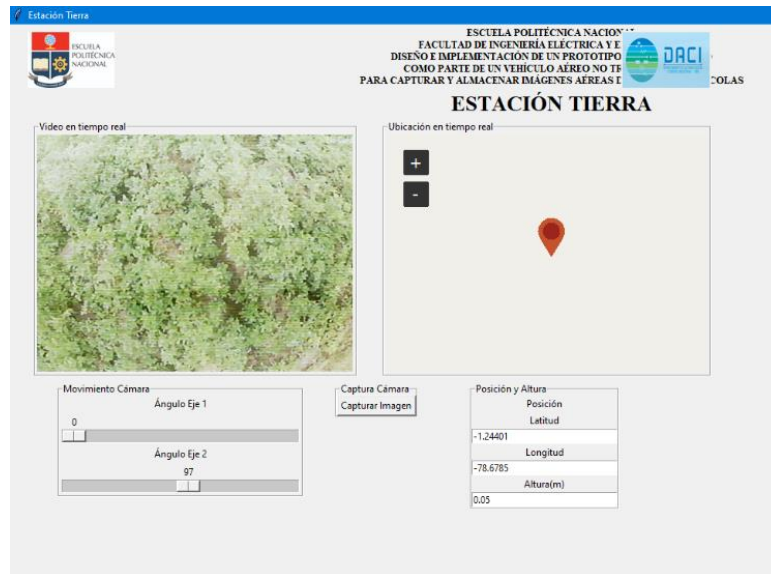 Estación Tierra
ESCUELA
POLITÉCNICA
NACIONAL
ESCUELA POLITÉCNICA
FACULTAD DE INGENIERÍA ELÉCTRICA Y E
DISEÑO E IMPLEMENTACIÓN DE UN PROTOTIPO
COMO PARTE DE UN VEHÍCULO AÉREO NO
PARA CAPTURAR Y ALMACENAR IMÁGENES AÉREAS
OLAS
DACI
ESTACIÓN TIERRA
Video en tiempo real
Ubicación en tiempo real
+
-
Movimiento Cámara
Ángulo Eje 1
0
Ángulo Eje 2
97
Captura Cámara
Capturar Imagen
Posición y Altura
Posición
Latitud
-1.24401
Longitud
-78.6785
Altura(m)
0.05